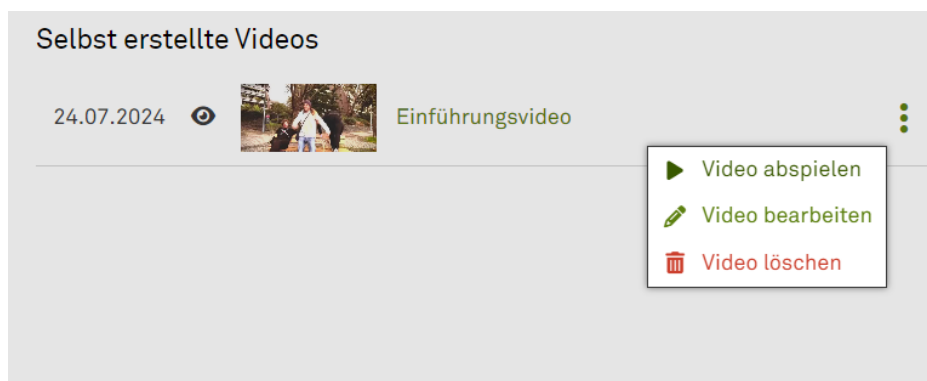 Selbst erstellte Videos
24.07.2024 Einführungsvideo
Video abspielen
Video bearbeiten
Video löschen